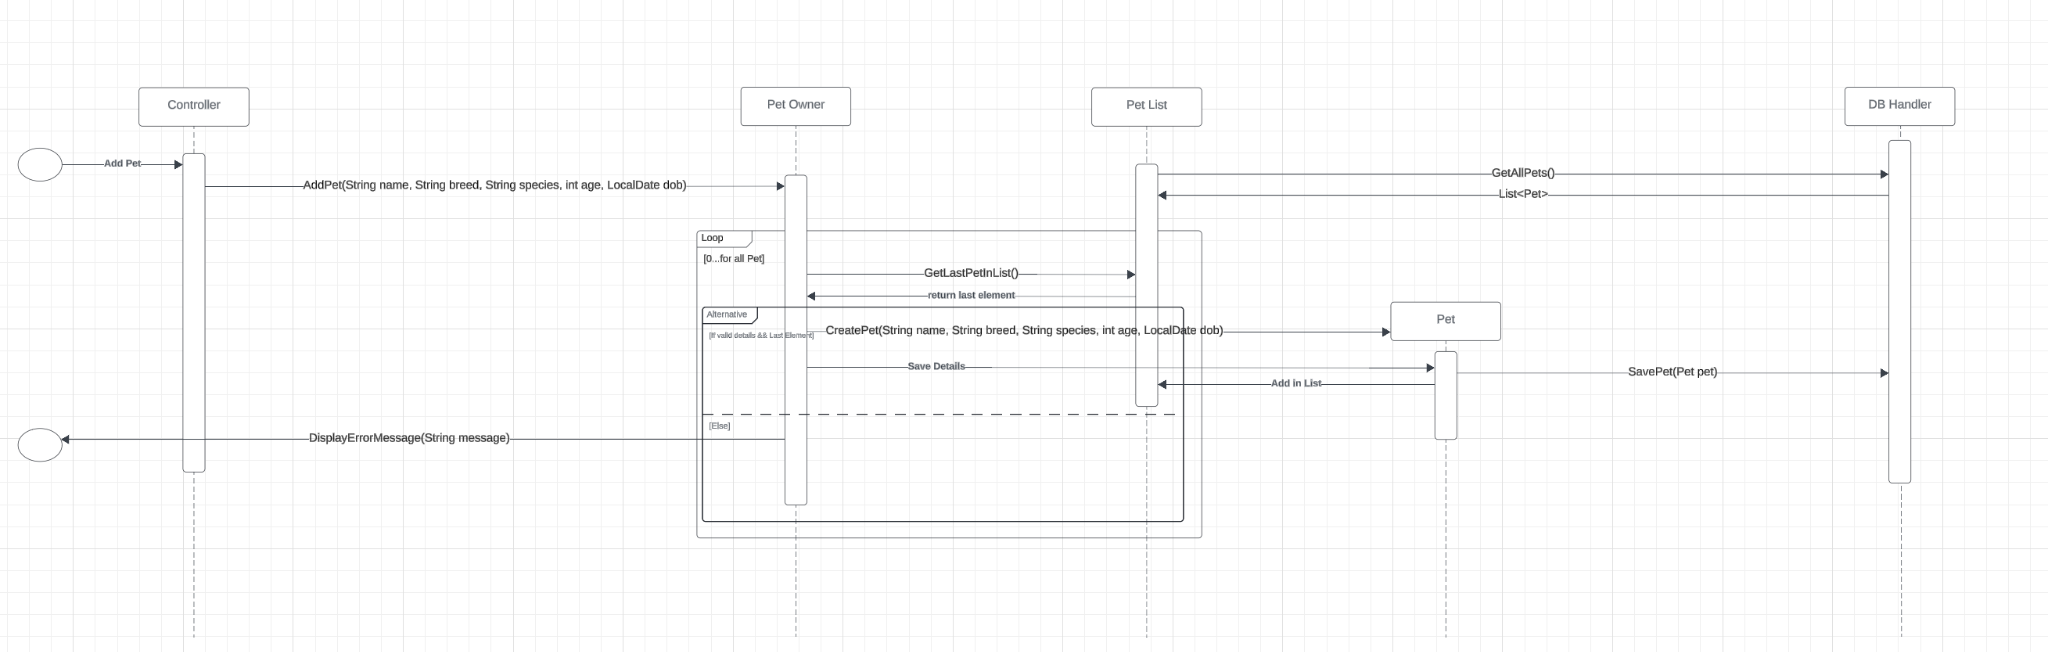 Controller
Pet Owner
Pet List
DB Handler
Add Pet
AddPet(String name, String breed, String species, int age, LocalDate dob)
GetAllPets()
List<Pet>
Loop
[0...for all Pet]
GetLastPetInList()
return last element
Alternative
[If valid details && Last Element]
CreatePet(String name, String breed, String species, int age, LocalDate dob)
Pet
Save Details
SavePet(Pet pet)
Add in List
[Else]
DisplayErrorMessage(String message)